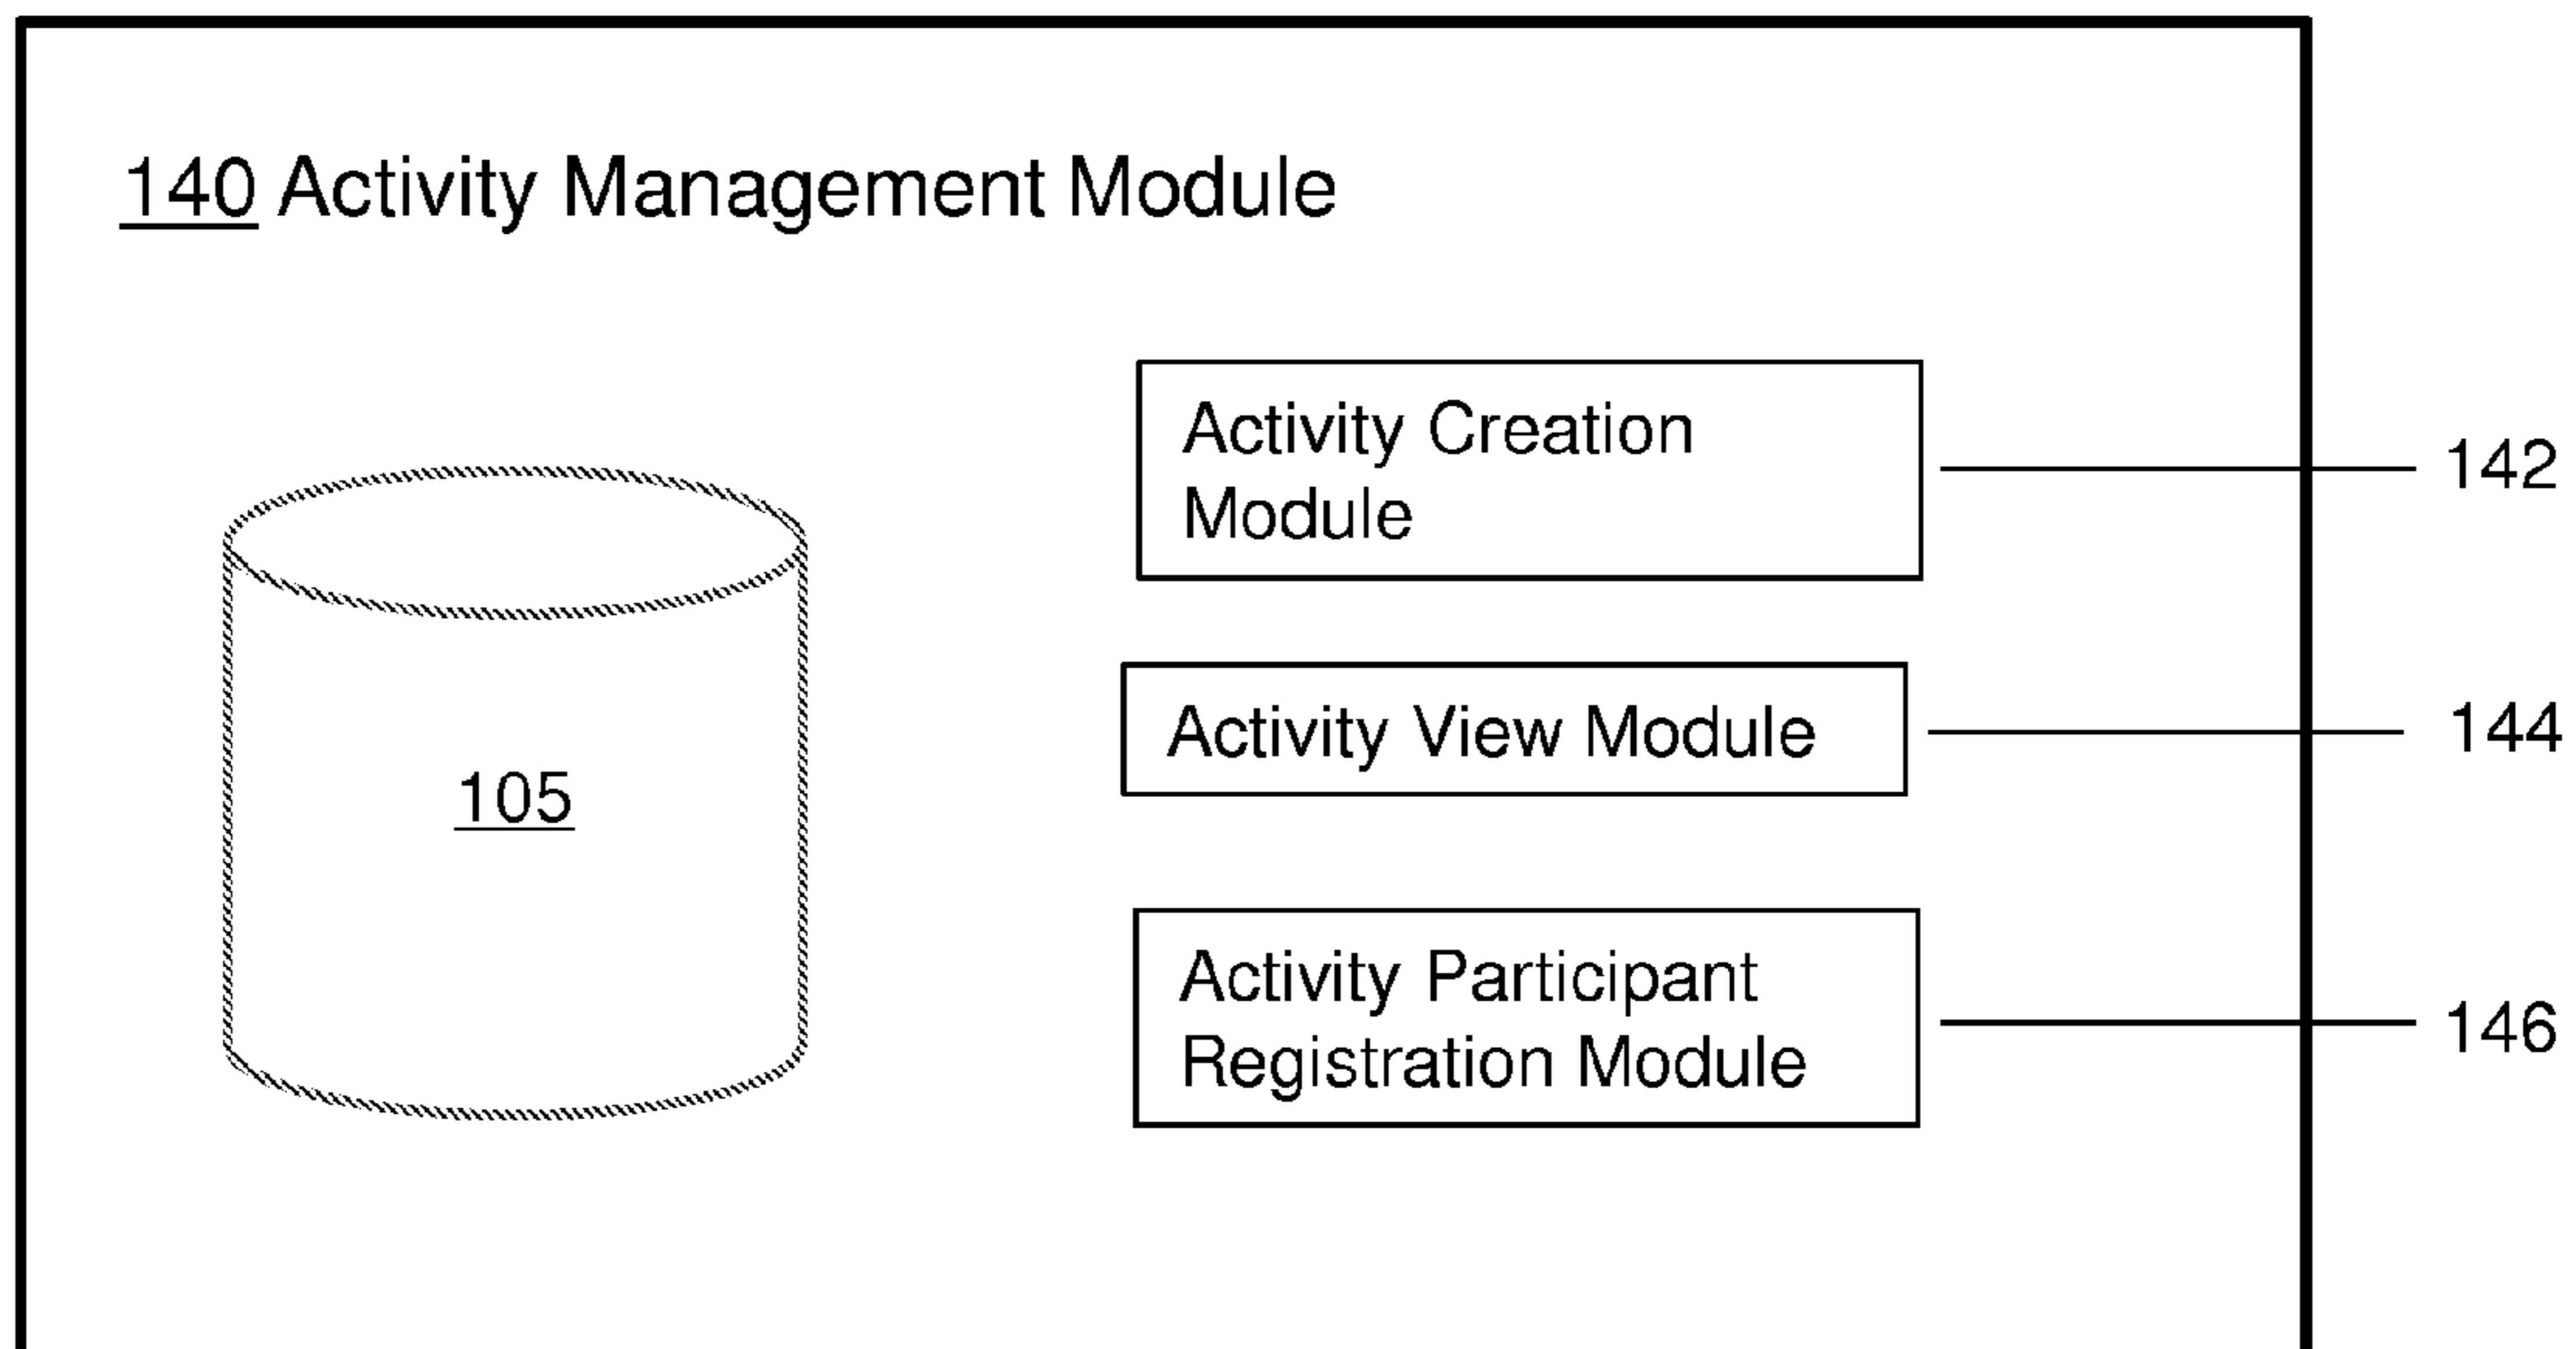 140 Activity Management Module
Activity Creation
Module
142
Activity View Module
144
105
Activity Participant
Registration Module
146